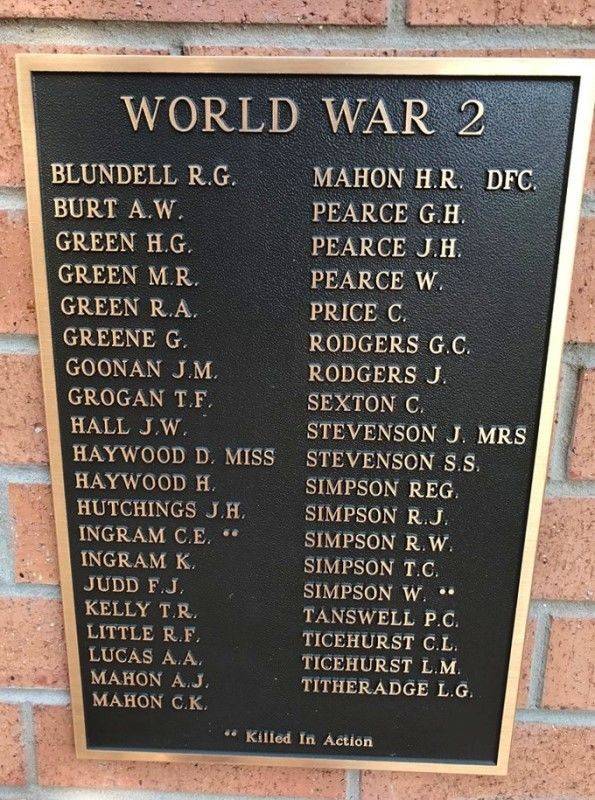 WORLD WAR 2
BLUNDELL R.G.
BURT A.W.
GREEN H.G.
GREEN M.R.
GREEN R.A.
GREENE G.
GOONAN J.M.
GROGAN T.F.
HALL J.W.
HAYWOOD D. MISS
HAYWOOD H.
HUTCHINGS J.H.
INGRAM C.E. **
INGRAM K.
JUDD F.J.
KELLY T.R.
LITTLE R.F.
LUCAS A.A.
MAHON A.J.
MAHON C.K.
MAHON H.R. DFC.
PEARCE G.H.
PEARCE J.H.
PEARCE W.
PRICE C.
RODGERS G.C.
RODGERS J.
SEXTON C.
STEVENSON J. MRS
STEVENSON S.S.
SIMPSON REG.
SIMPSON R.J.
SIMPSON R.W.
SIMPSON T.C.
SIMPSON W. **
TANSWELL P.C.
TICEHURST C.L.
TICEHURST L.M.
TITHERADGE L.G.
** Killed In Action